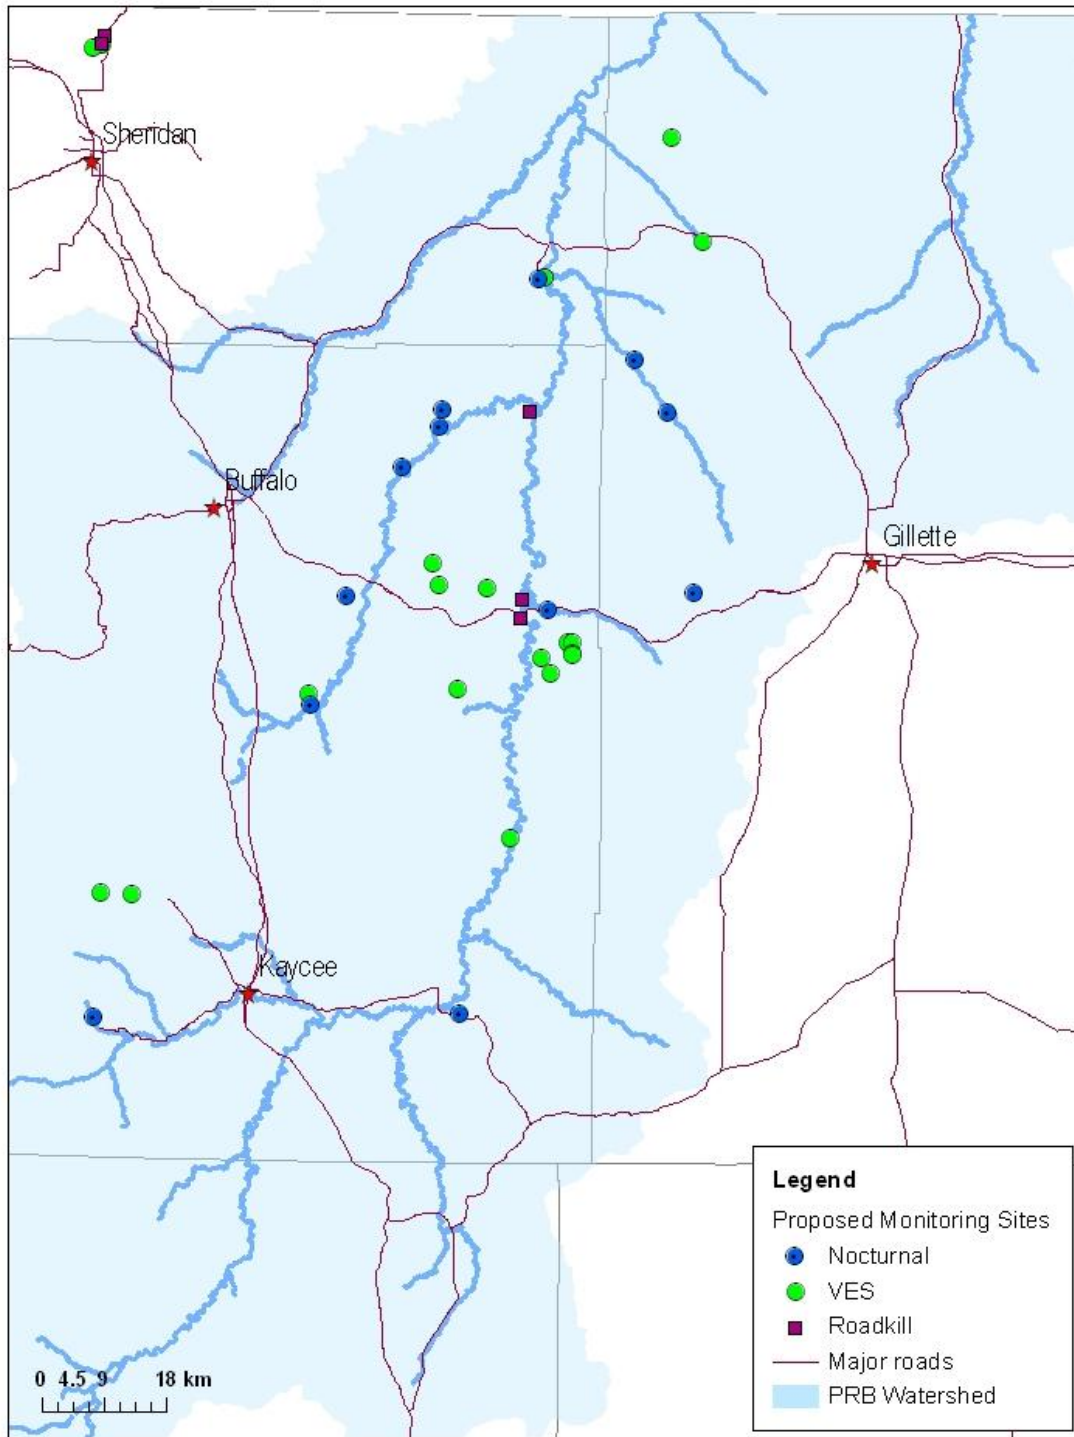 Sheridan
Buffalo
Gillette
Kaycee
Legend
Proposed Monitoring Sites
Nocturnal
VES
Roadkill
Major roads
PRB Watershed
0 4.5 9 18 km